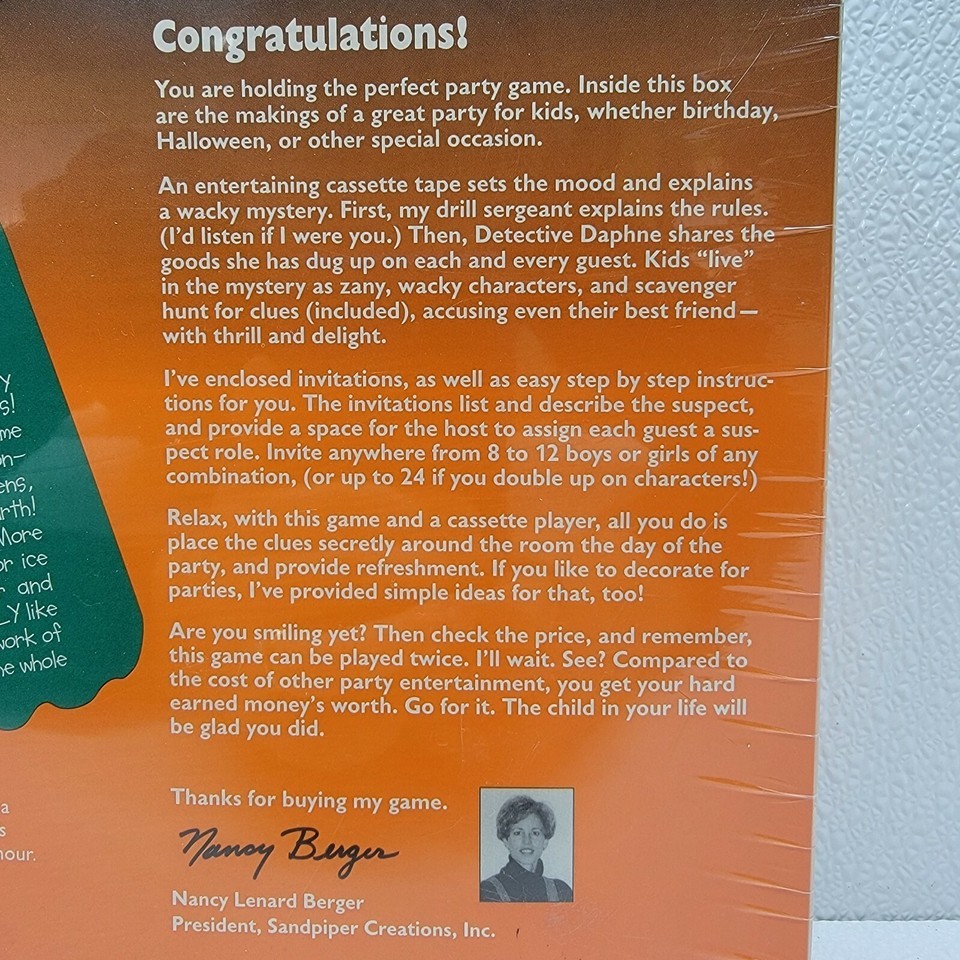 Congratulations!
You are holding the perfect party game. Inside this box
are the makings of a great party for kids, whether birthday,
Halloween, or other special occasion.
An entertaining cassette tape sets the mood and explains
a wacky mystery. First, my drill sergeant explains the rules.
(I'd listen if I were you.) Then, Detective Daphne shares the
goods she has dug up on each and every guest. Kids “live”
in the mystery as zany, wacky characters, and scavenger
hunt for clues (included), accusing even their best friend—
with thrill and delight.
I've enclosed invitations, as well as easy step by step instruc-
tions for you. The invitations list and describe the suspect,
and provide a space for the host to assign each guest a sus-
pect role. Invite anywhere from 8 to 12 boys or girls of any
combination, (or up to 24 if you double up on characters!)
Relax, with this game and a cassette player, all you do is
place the clues secretly around the room the day of the
party, and provide refreshment. If you like to decorate for
parties, I've provided simple ideas for that, too!
Are you smiling yet? Then check the price, and remember,
this game can be played twice. I'll wait. See? Compared to
the cost of other party entertainment, you get your hard
earned money's worth. Go for it. The child in your life will
be glad you did.
Thanks for buying my game.
Nancy Berger
Nancy Lenard Berger
President, Sandpiper Creations, Inc.
s!
me
on-
ens,
rth!
More
or ice
and
LY like
work of
he whole
a
s
hour.